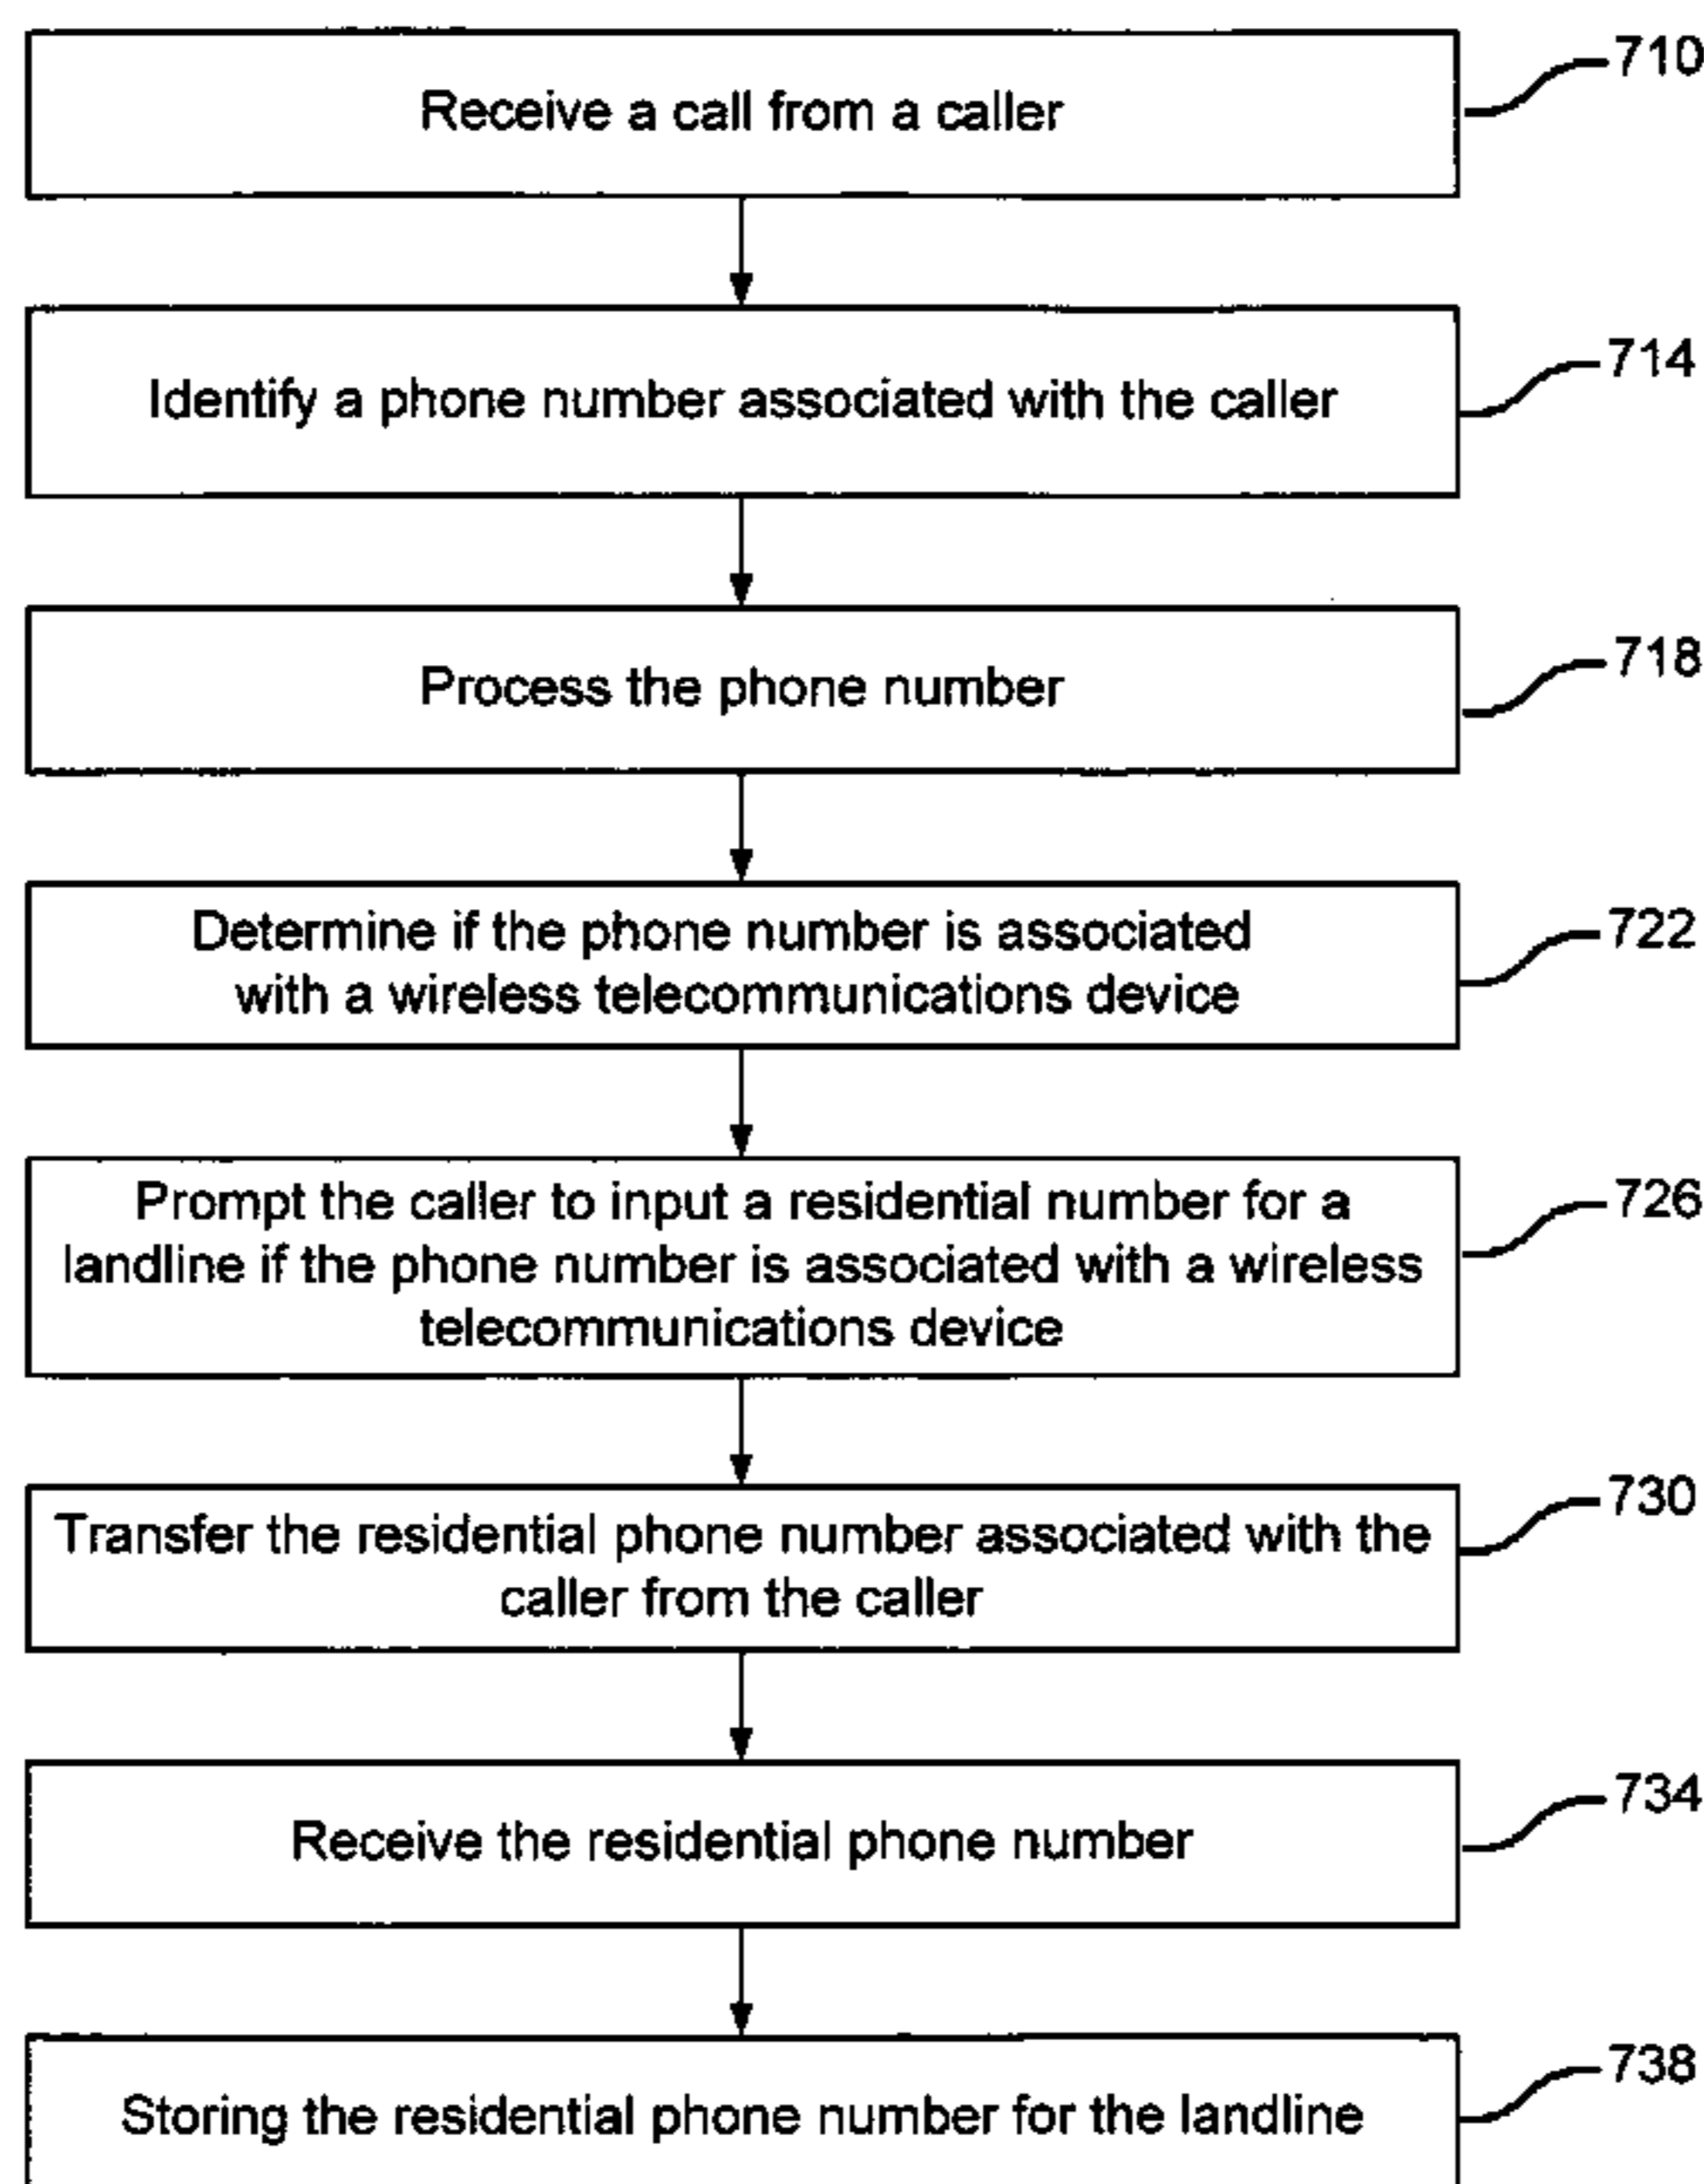 Receive a call from a caller
710
Identify a phone number associated with the caller
714
Process the phone number
718
Determine if the phone number is associated
with a wireless telecommunications device
722
Prompt the caller to input a residential number for a
landline if the phone number is associated with a wireless
telecommunications device
726
Transfer the residential phone number associated with the
caller from the caller
730
Receive the residential phone number
734
Storing the residential phone number for the landline
738